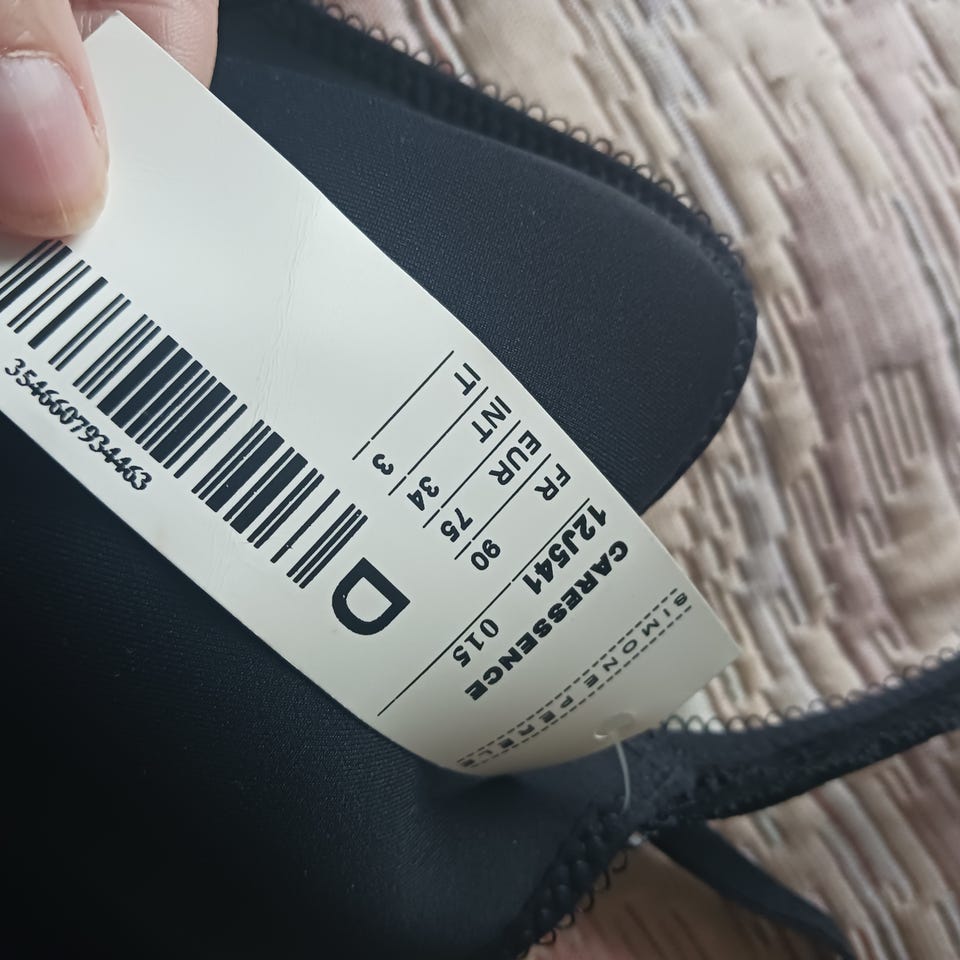 SIMONE PERELE
CARESSENCE
12J541 015
FR 90
EUR 75
INT 34
IT 3
D
3546607934463